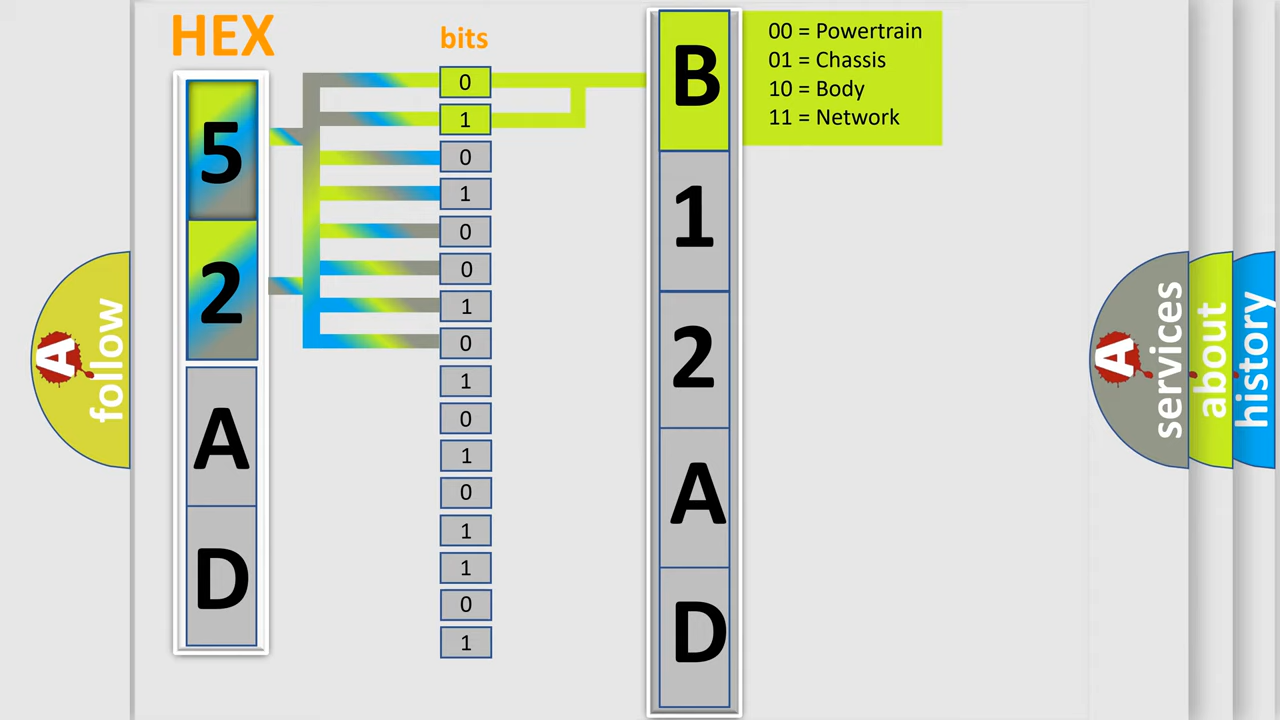 HEX
bits
5
2
A
D
0
1
0
1
0
0
1
0
1
0
1
0
1
1
0
1
B
1
2
A
D
00 = Powertrain
01 = Chassis
10 = Body
11 = Network
A
follow
A
services
about
history